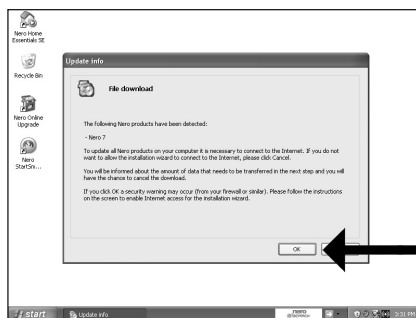 Nero Home
Essentials SE
Recycle Bin
Nero Online
Upgrade
Nero
StartSm...
Update Info
File download
The following Nero products have been detected:
- Nero 7
To update all Nero products on your computer it is necessary to connect to the Internet. If you do not
want to allow the installation wizard to connect to the Internet, please click Cancel.
You will be informed about the amount of data that needs to be transferred in the next step and you will
have the chance to cancel the download.
If you click OK a security warning may occur (from your firewall or similar). Please follow the instructions
on the screen to enable Internet access for the installation wizard.
OK
start
Update info
nero
3:31 PM